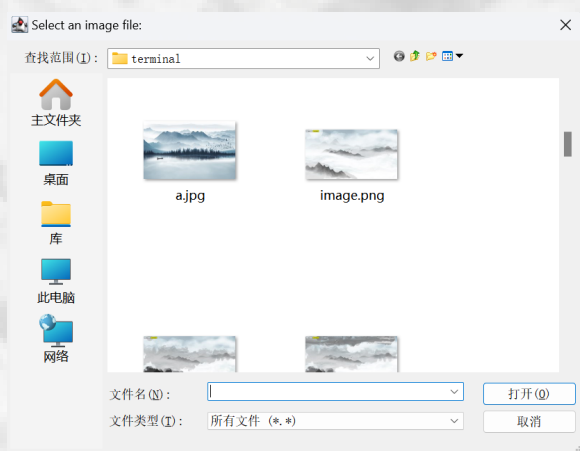 Select an image file:
查找范围(I):
terminal
主文件夹
桌面
库
此电脑
网络
a.jpg
image.png
文件名(N):
打开(O)
文件类型(T):
所有文件 (*.*)
取消